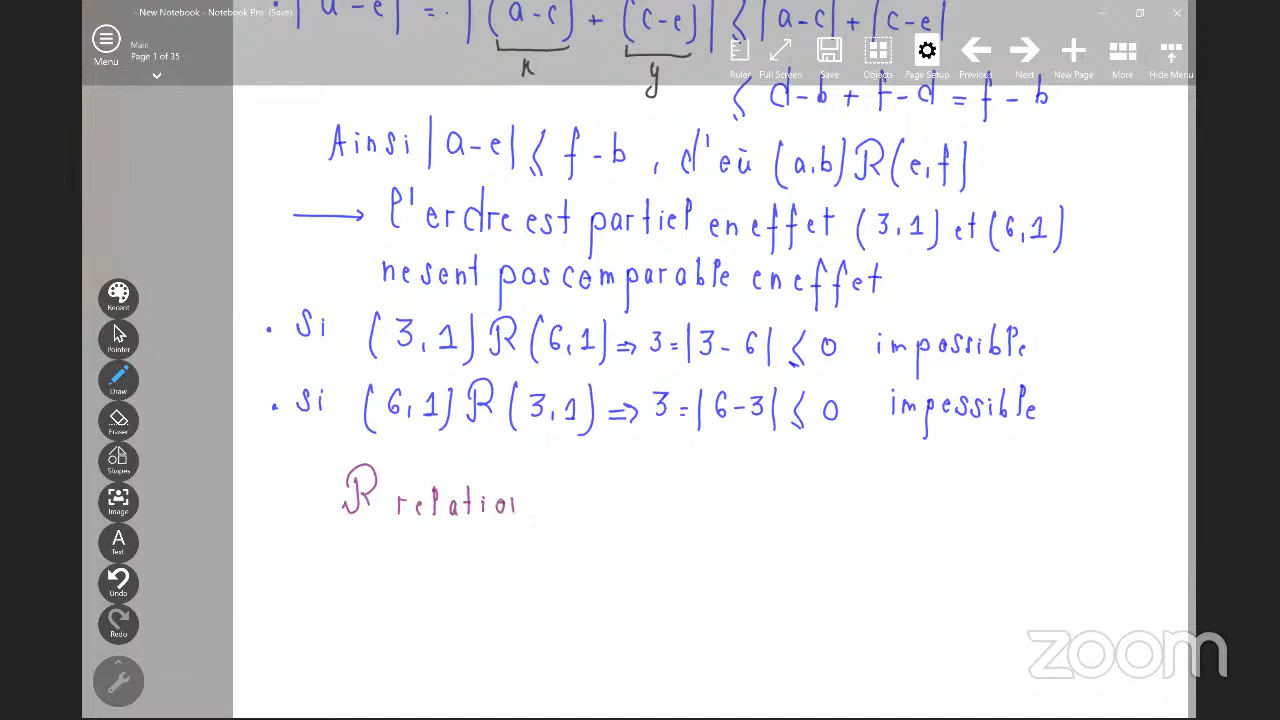 - New Notebook - Notebook Pro (Save)
Menu
Main
Page 1 of 35
Ruler
Full Screen
Save
Objects
Page Setup
Previous
Next
New Page
More
Hide Menu
. |a-e| = |(a-c) + (c-e)| ⩽ |a-c| + |c-e|
x y
⩽ d-b + f-d = f-b
Ainsi |a-e| ⩽ f-b , d'où (a,b) R (e,f)
⟶ l'ordre est partiel en effet (3,1) et (6,1)
ne sont pas comparable en effet
. Si (3,1) R (6,1) ⇒ 3 = |3-6| ⩽ 0 impossible
. Si (6,1) R (3,1) ⇒ 3 = |6-3| ⩽ 0 impossible
R relation
Recent
Pointer
Draw
Eraser
Shapes
Image
A
Text
Undo
Redo
zoom